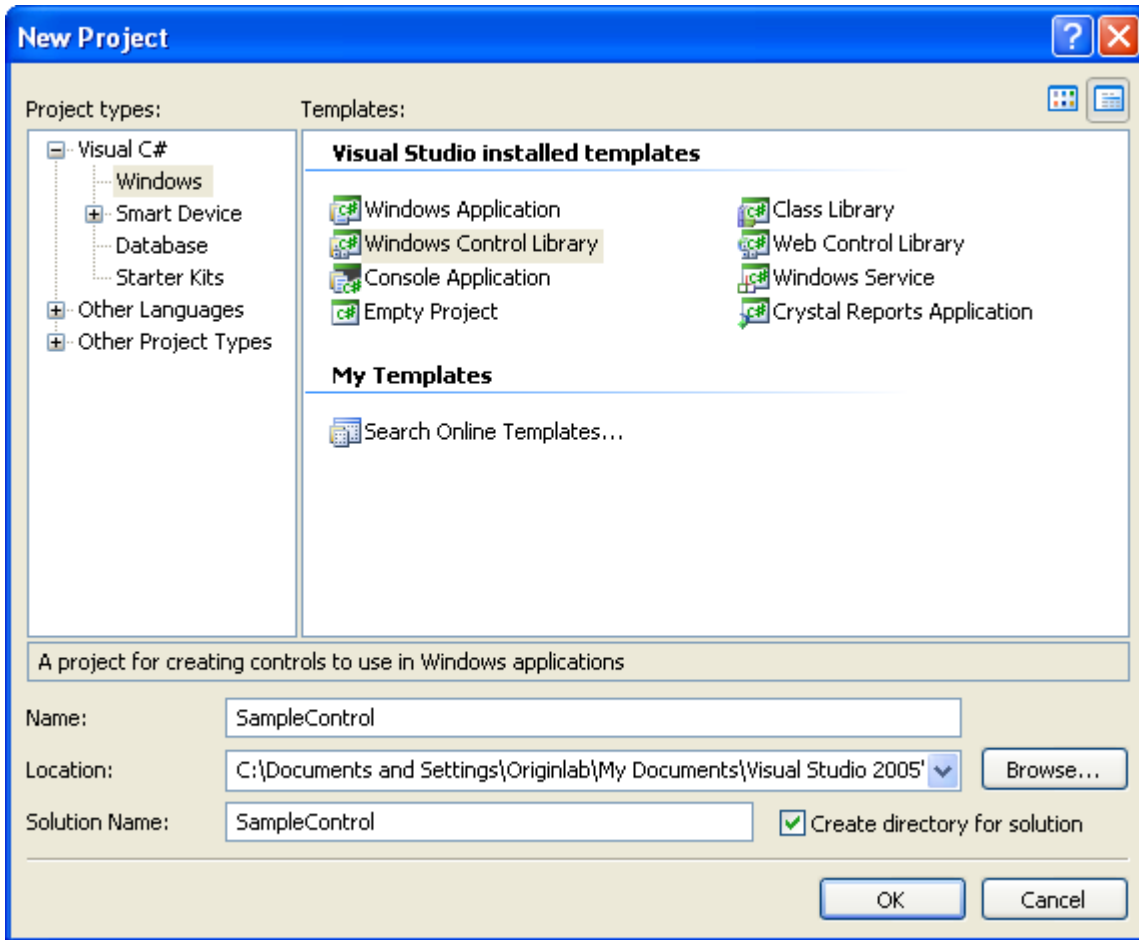 New Project
Project types:
Templates:
Visual C#
Windows
Smart Device
Database
Starter Kits
Other Languages
Other Project Types
Visual Studio installed templates
Windows Application
Class Library
Windows Control Library
Web Control Library
Console Application
Windows Service
Empty Project
Crystal Reports Application
My Templates
Search Online Templates...
A project for creating controls to use in Windows applications
Name:
SampleControl
Location:
C:\Documents and Settings\Originlab\My Documents\Visual Studio 2005
Browse...
Solution Name:
SampleControl
Create directory for solution
OK
Cancel